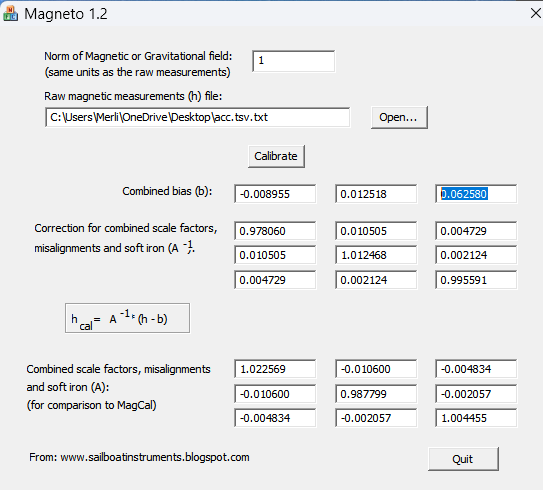 Magneto 1.2
Norm of Magnetic or Gravitational field:
(same units as the raw measurements)
1
Raw magnetic measurements (h) file:
C:\Users\Merli\OneDrive\Desktop\acc.tsv.txt
Open...
Calibrate
Combined bias (b):
-0.008955 0.012518 0.062580
Correction for combined scale factors,
misalignments and soft iron (A -1):
0.978060 0.010505 0.004729
0.010505 1.012468 0.002124
0.004729 0.002124 0.995591
h cal = A -1 * (h - b)
Combined scale factors, misalignments
and soft iron (A):
(for comparison to MagCal)
1.022569 -0.010600 -0.004834
-0.010600 0.987799 -0.002057
-0.004834 -0.002057 1.004455
From: www.sailboatinstruments.blogspot.com
Quit